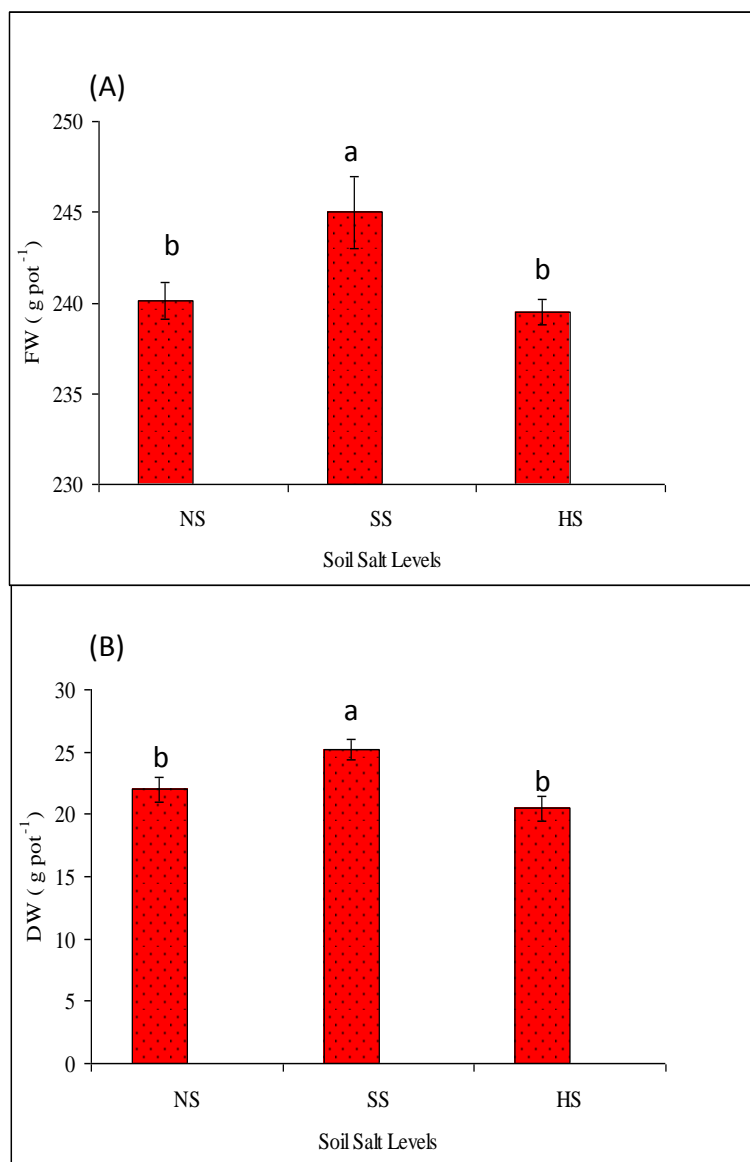 (A)
250
a
245
b
b
240
235
230
FW ( g pot -1 )
NS SS HS
Soil Salt Levels
(B)
30
a
25
b
b
20
15
10
5
0
DW ( g pot -1 )
NS SS HS
Soil Salt Levels